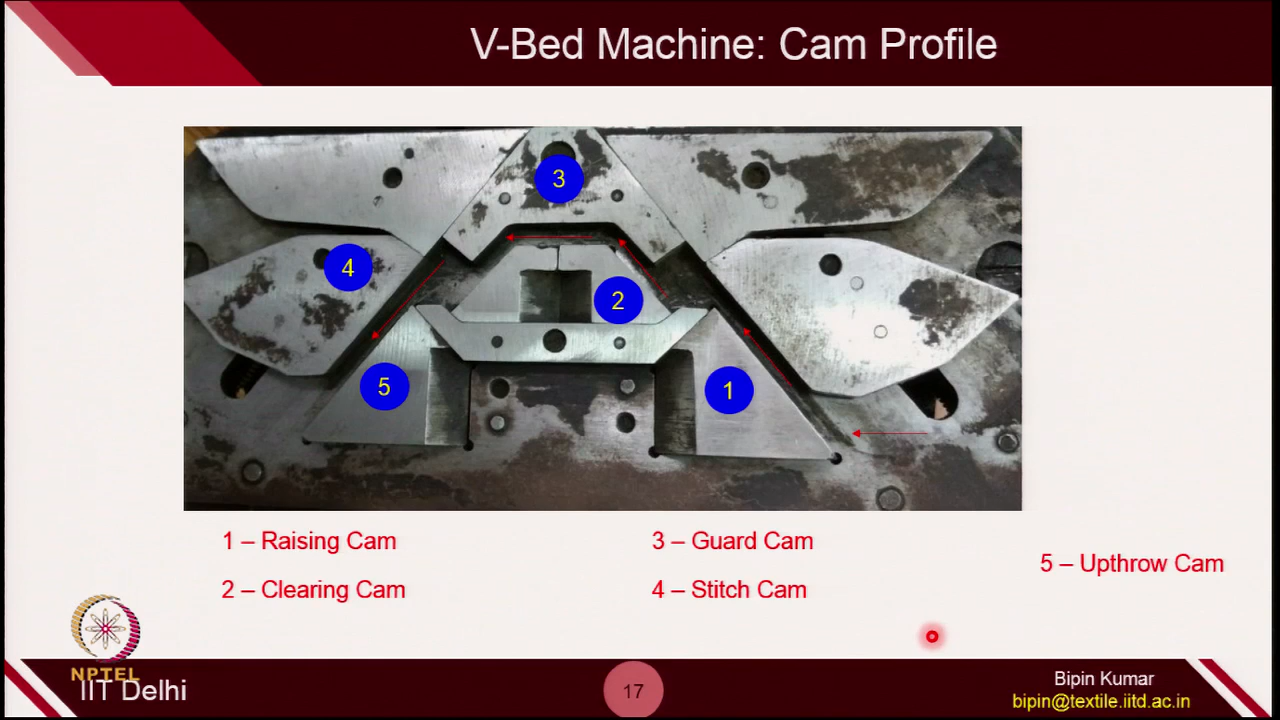 V-Bed Machine: Cam Profile
3
4
2
5
1
1 – Raising Cam
3 – Guard Cam
5 – Upthrow Cam
2 – Clearing Cam
4 – Stitch Cam
NPTEL
IIT Delhi
17
Bipin Kumar
bipin@textile.iitd.ac.in